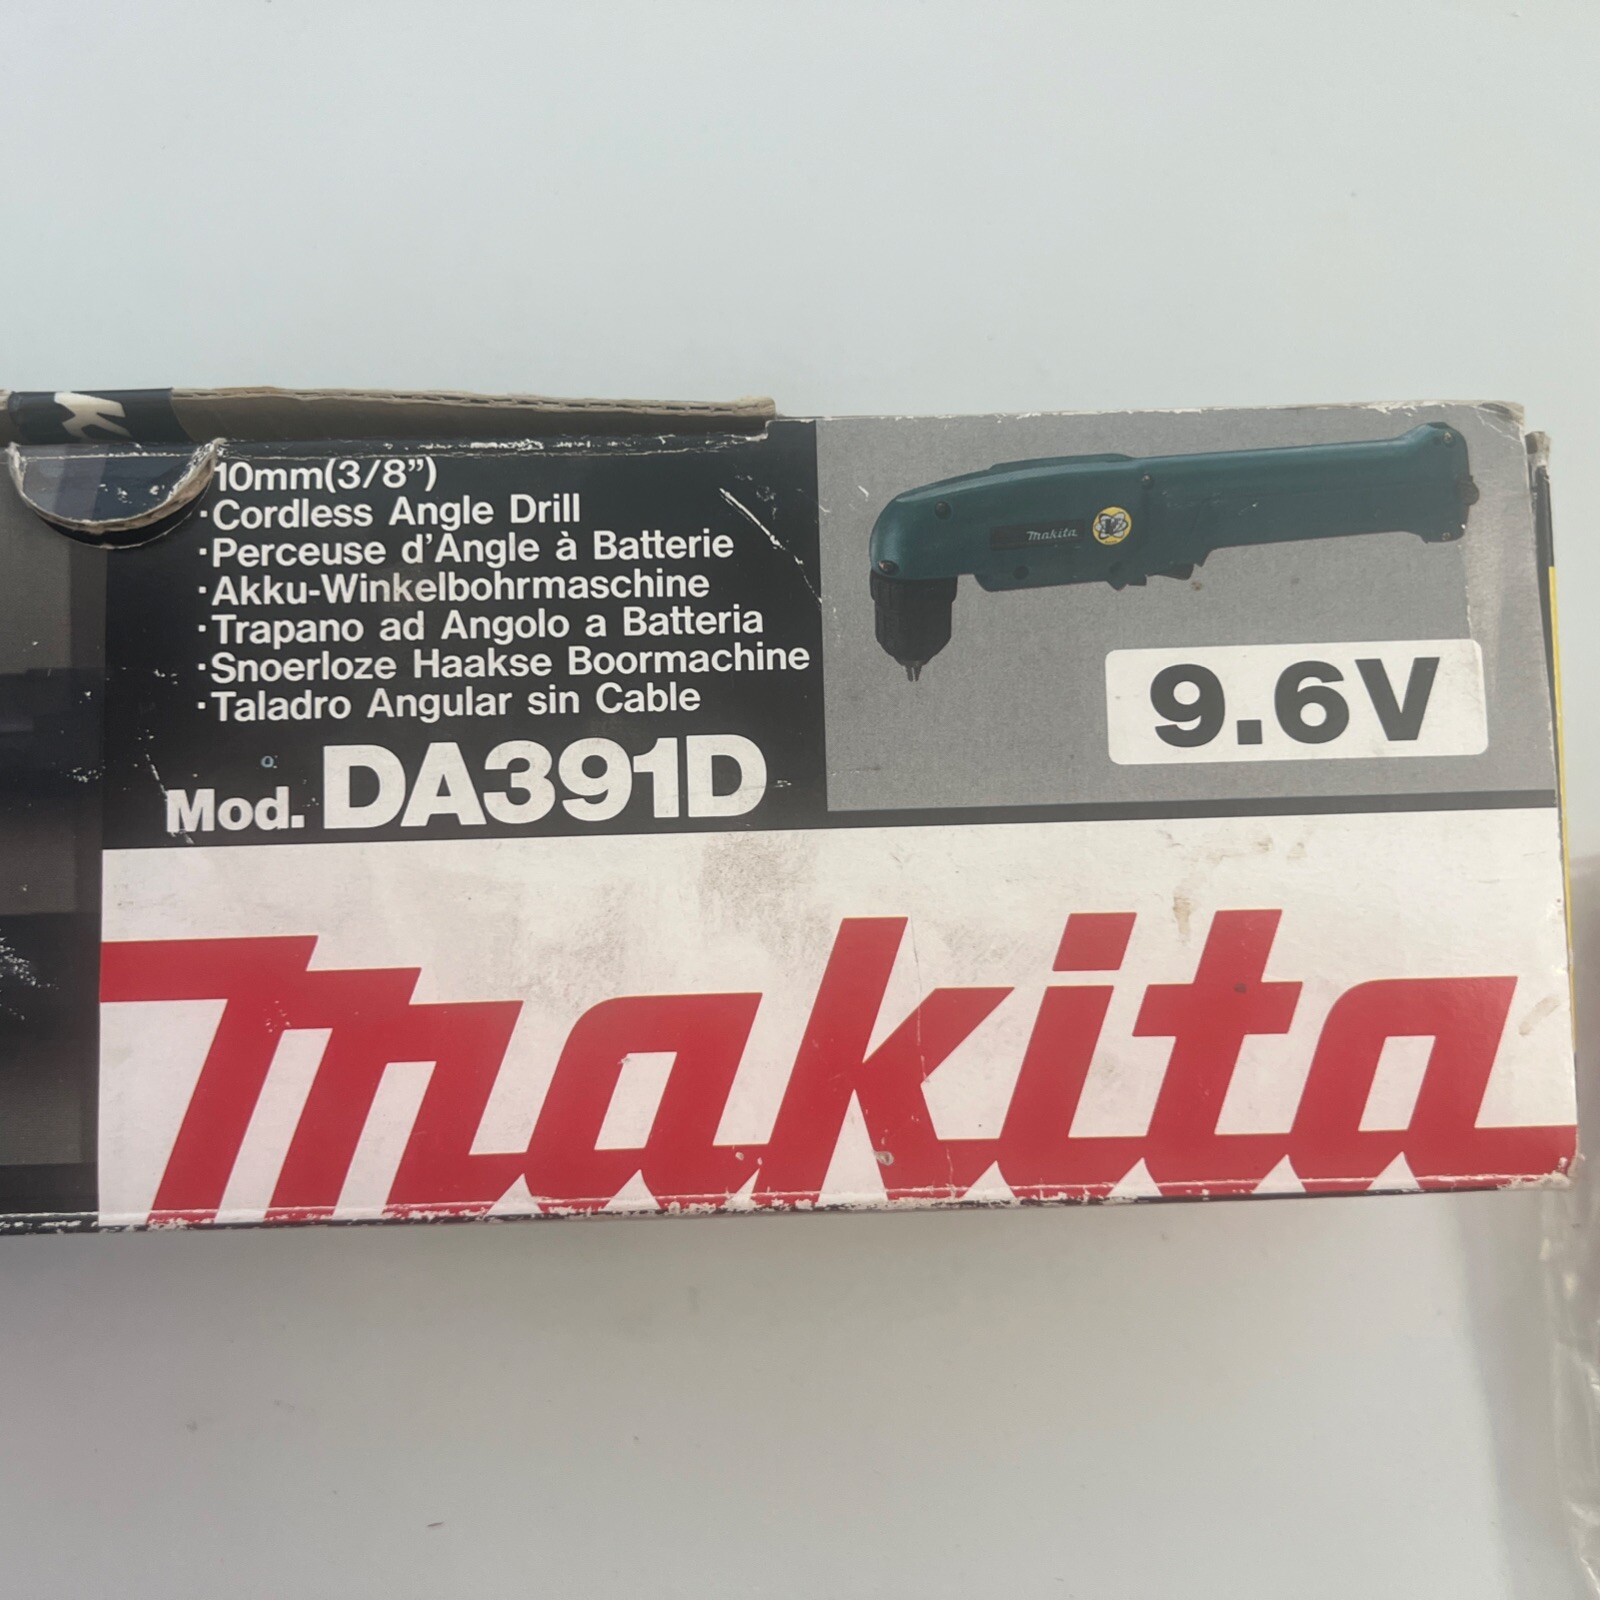 10mm(3/8”)
·Cordless Angle Drill
·Perceuse d'Angle à Batterie
·Akku-Winkelbohrmaschine
·Trapano ad Angolo a Batteria
·Snoerloze Haakse Boormachine
·Taladro Angular sin Cable
Mod. DA391D
makita
9.6V
makita